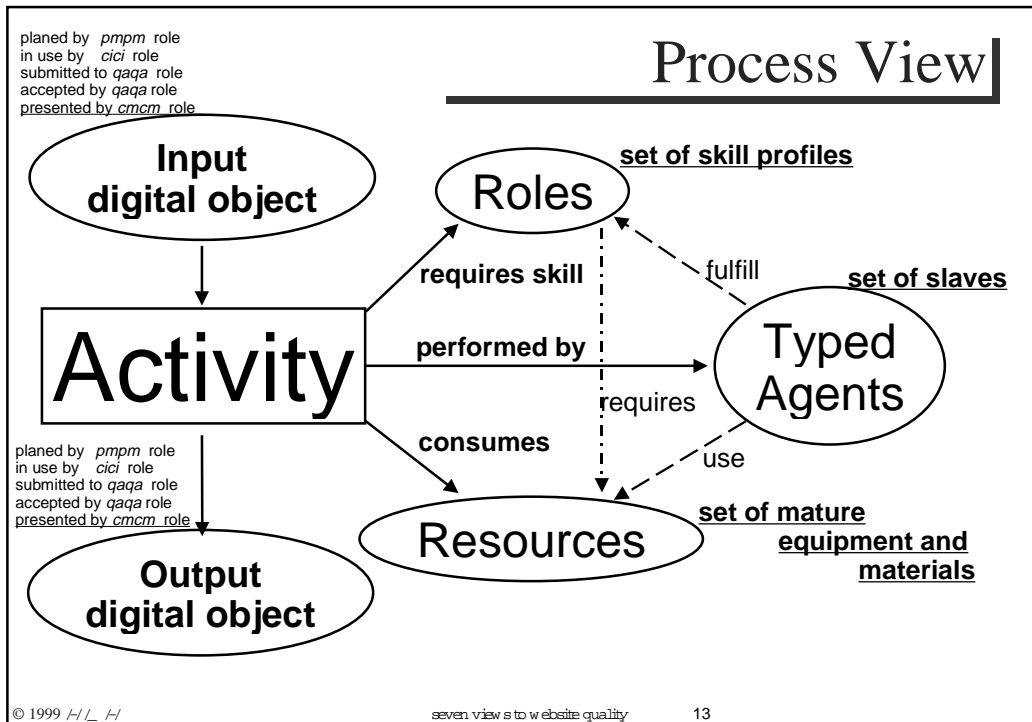 planed by pmpm role
in use by cici role
submitted to qaqa role
accepted by qaqa role
presented by cmcm role
Process View
Input
digital object
Roles
set of skill profiles
requires skill
fulfill
set of slaves
Activity
performed by
Typed
Agents
requires
consumes
use
planed by pmpm role
in use by cici role
submitted to qaqa role
accepted by qaqa role
presented by cmcm role
Resources
set of mature
equipment and
materials
Output
digital object
© 1999 /-//_ /-/
seven views to website quality
13